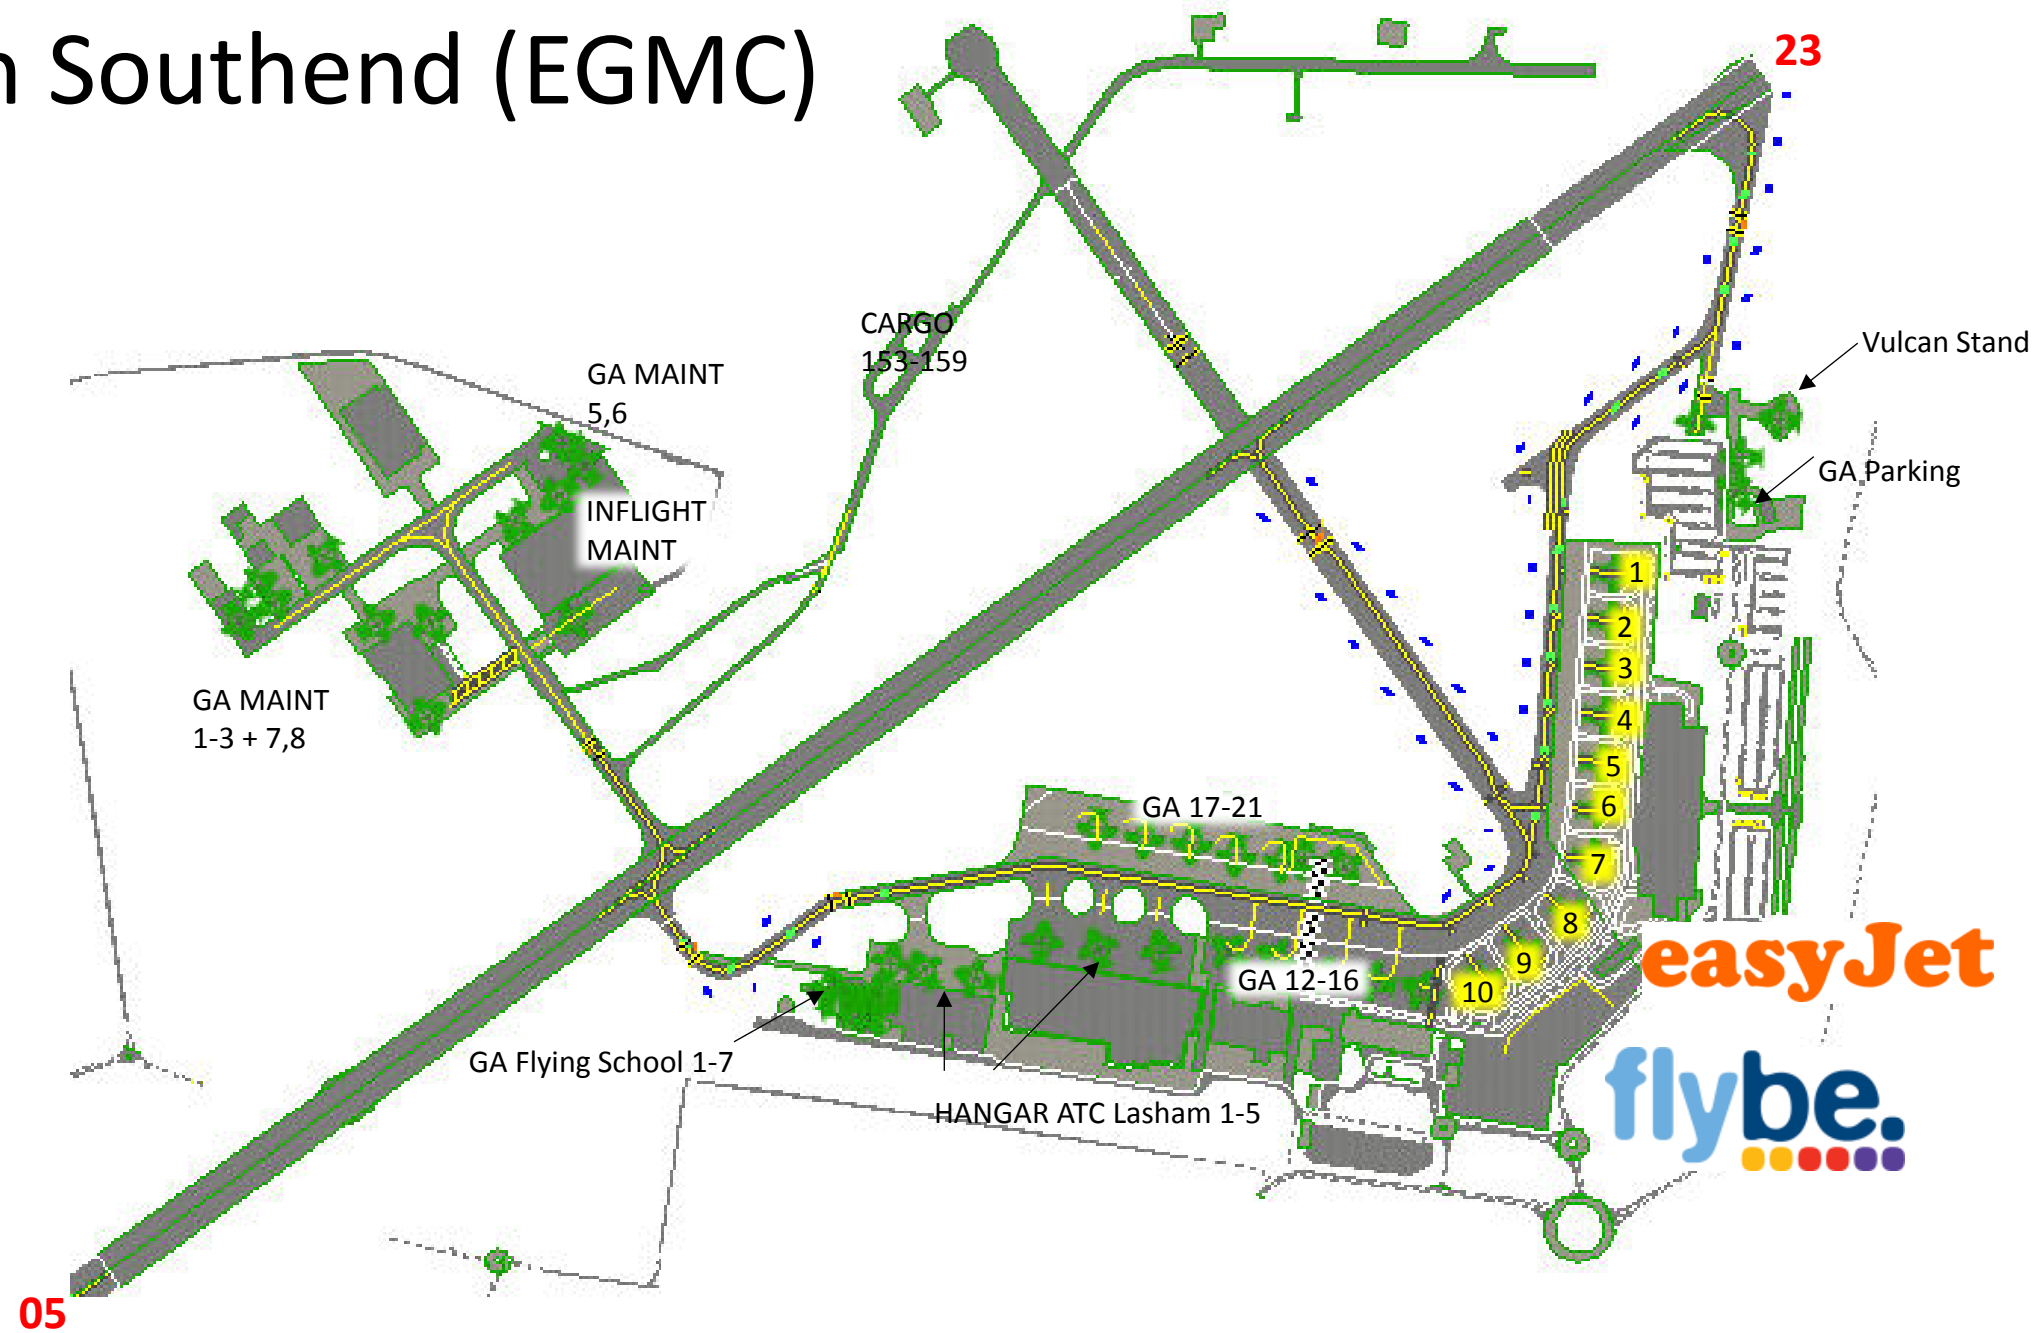 n Southend (EGMC)
23
CARGO
153-159
Vulcan Stand
GA MAINT
5,6
GA Parking
INFLIGHT
MAINT
1
2
3
GA MAINT
1-3 + 7,8
4
5
GA 17-21
6
7
8
easyJet
9
GA 12-16
10
GA Flying School 1-7
HANGAR ATC Lasham 1-5
flybe.
05